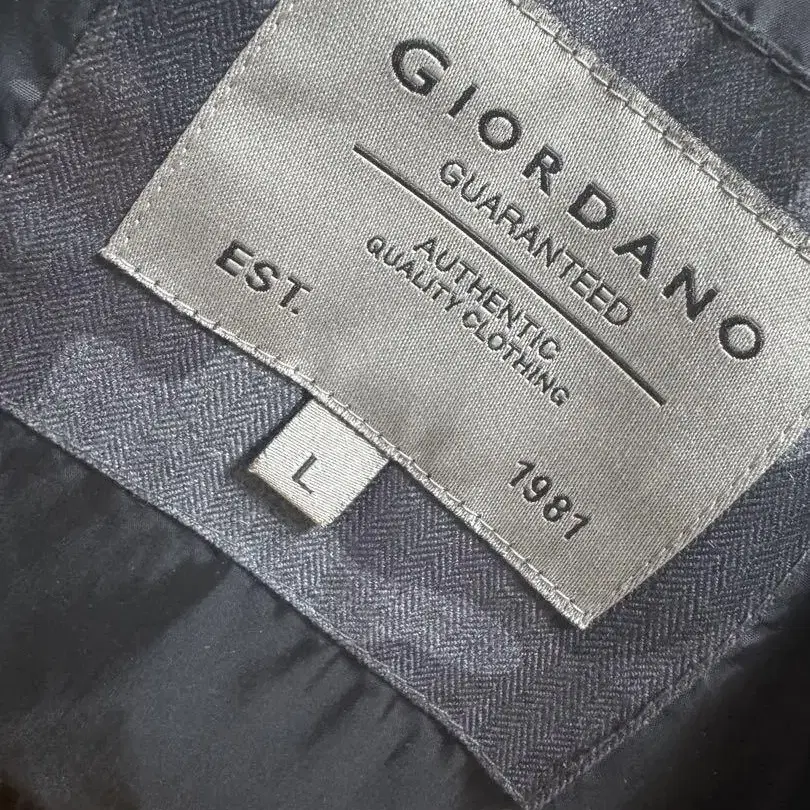 GIORDANO
GUARANTEED
AUTHENTIC
QUALITY CLOTHING
EST. 1981
L